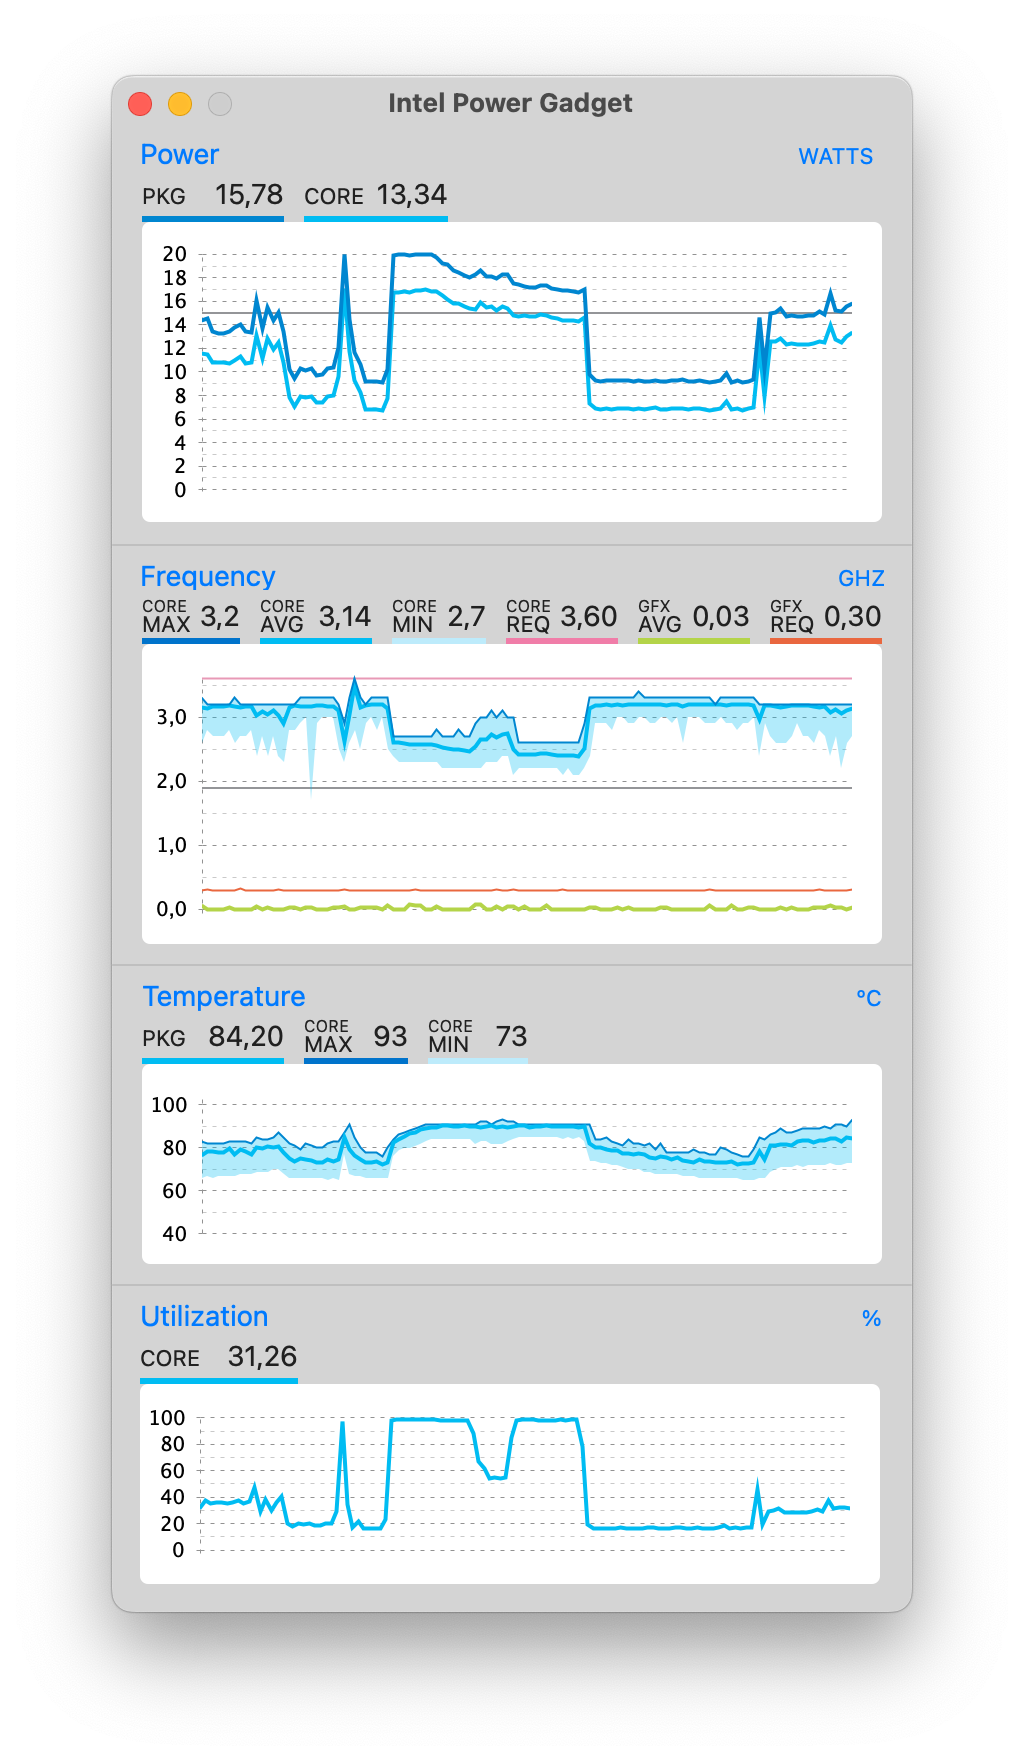 Intel Power Gadget
Power WATTS
PKG 15,78 CORE 13,34
20
18
16
14
12
10
8
6
4
2
0
Frequency GHZ
CORE MAX 3,2 CORE AVG 3,14 CORE MIN 2,7 CORE REQ 3,60 GFX AVG 0,03 GFX REQ 0,30
3,0
2,0
1,0
0,0
Temperature °C
PKG 84,20 CORE MAX 93 CORE MIN 73
100
80
60
40
Utilization %
CORE 31,26
100
80
60
40
20
0